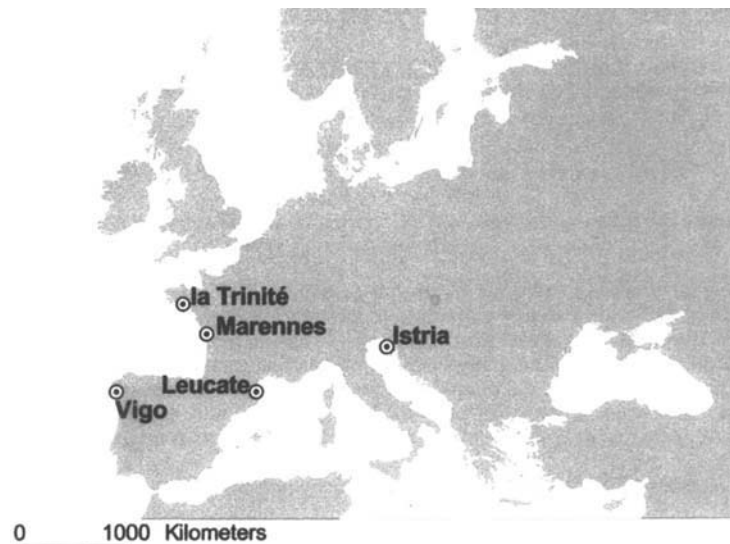 la Trinité
Marennes
Istria
Leucate
Vigo
0 1000 Kilometers